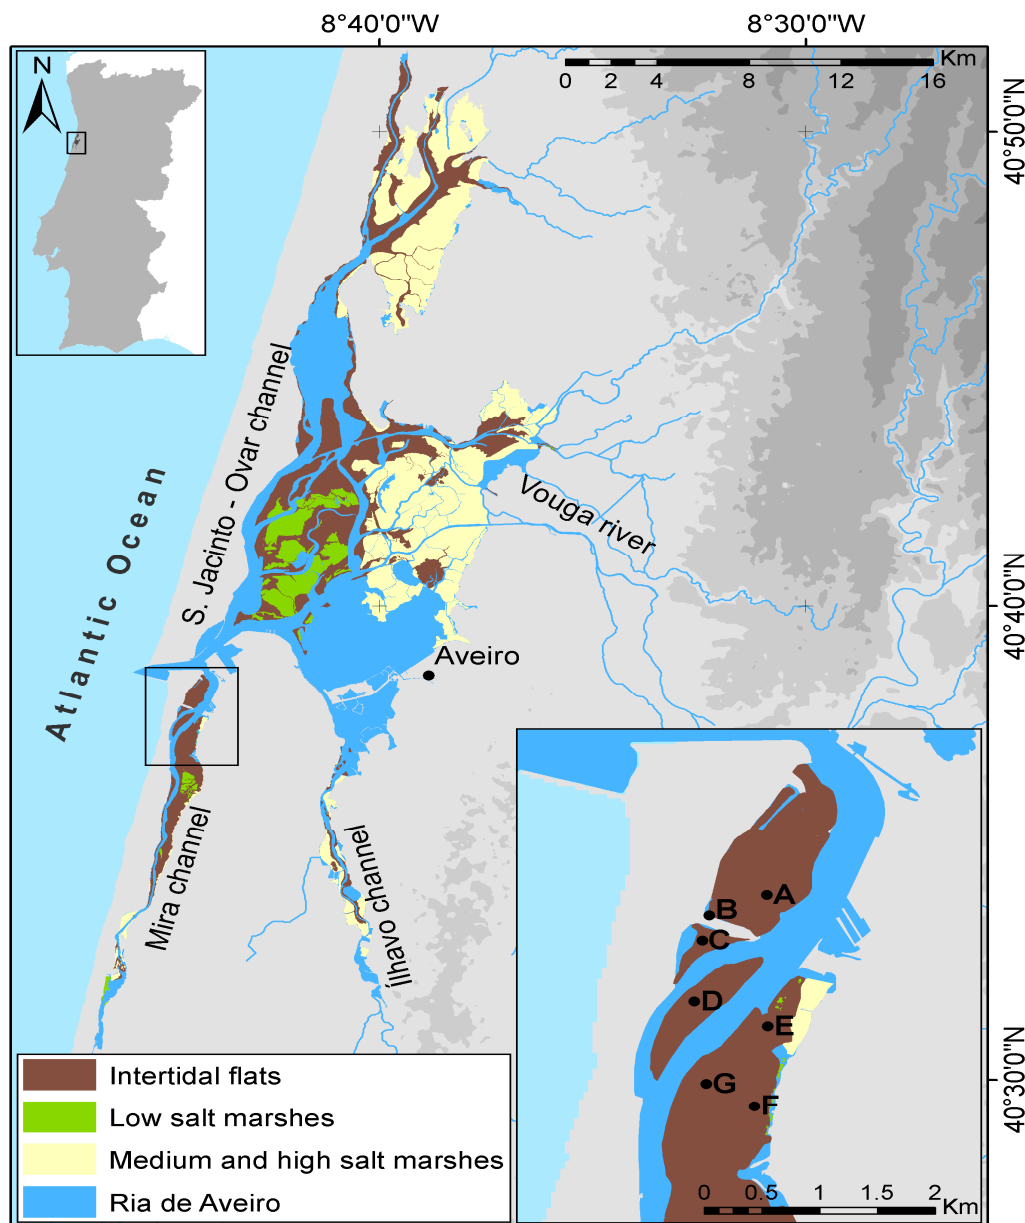 8°40'0"W
8°30'0"W
N
Km
0 2 4 8 12 16
40°50'0"N
S. Jacinto - Ovar channel
Vouga river
Atlantic Ocean
40°40'0"N
Aveiro
Mira channel
Ílhavo channel
A
B
C
D
E
G
F
40°30'0"N
Intertidal flats
Low salt marshes
Medium and high salt marshes
Ria de Aveiro
0 0.5 1 1.5 2
Km